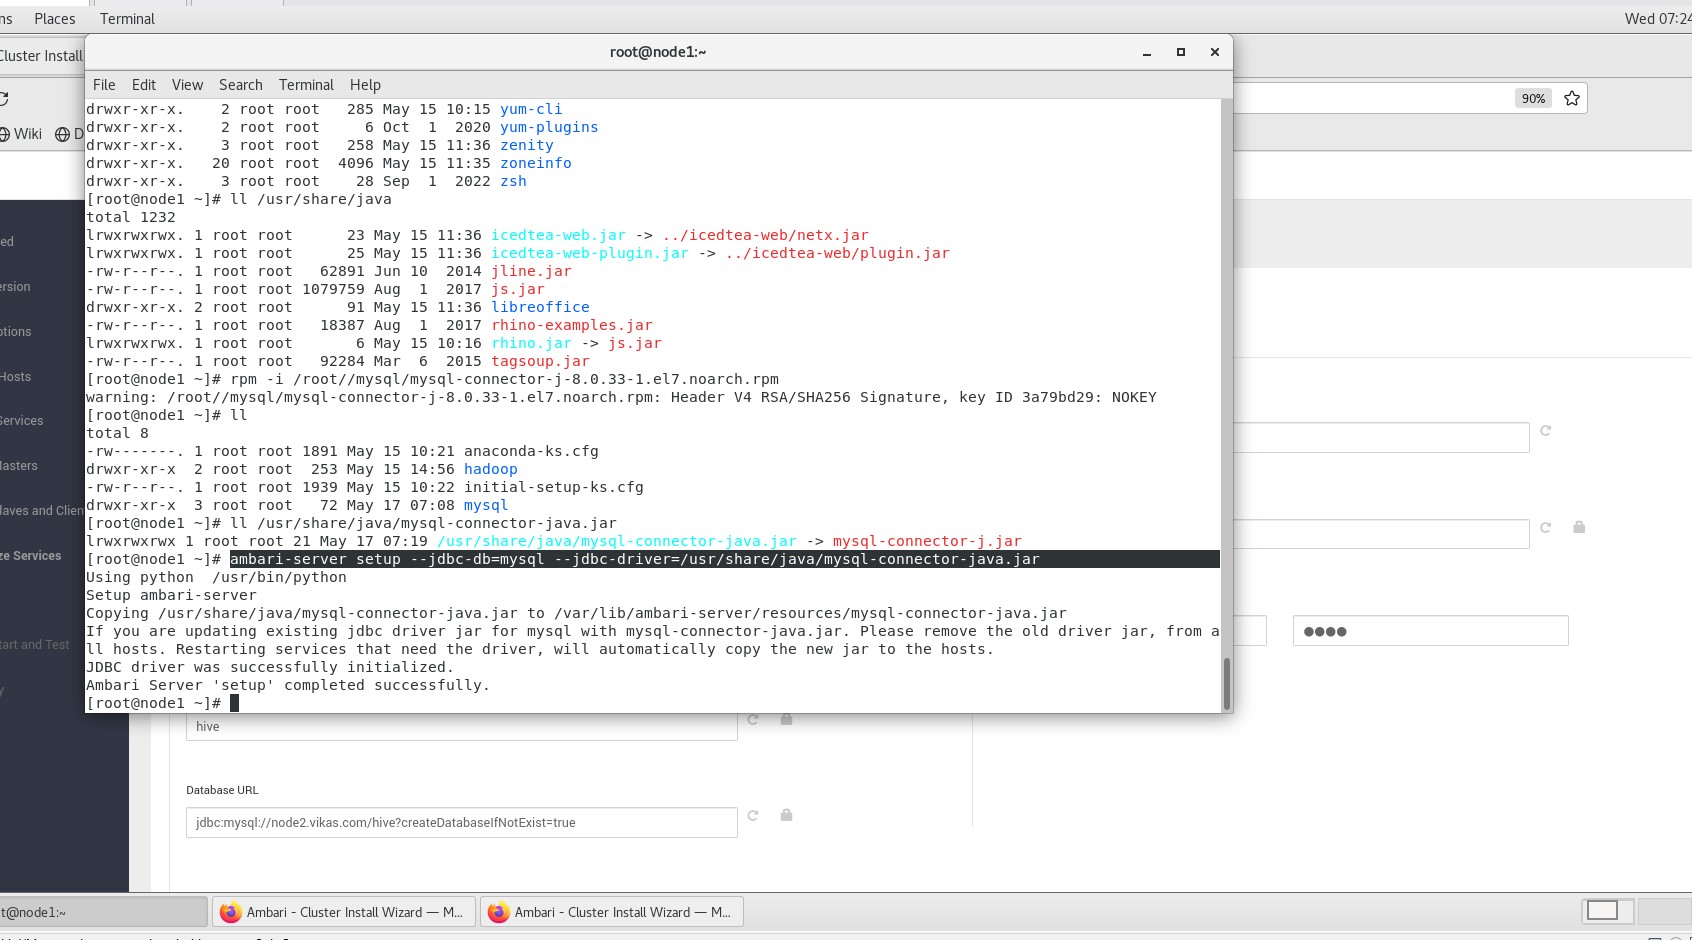 ns Places Terminal Wed 07:24
Cluster Install
root@node1:~
File Edit View Search Terminal Help
90%
Wiki D
drwxr-xr-x.    2 root root   285 May 15 10:15 yum-cli
drwxr-xr-x.    2 root root     6 Oct  1  2020 yum-plugins
drwxr-xr-x.    3 root root   258 May 15 11:36 zenity
drwxr-xr-x.   20 root root  4096 May 15 11:35 zoneinfo
drwxr-xr-x.    3 root root    28 Sep  1  2022 zsh
[root@node1 ~]# ll /usr/share/java
total 1232
lrwxrwxrwx. 1 root root      23 May 15 11:36 icedtea-web.jar -> ../icedtea-web/netx.jar
lrwxrwxrwx. 1 root root      25 May 15 11:36 icedtea-web-plugin.jar -> ../icedtea-web/plugin.jar
-rw-r--r--. 1 root root   62891 Jun 10  2014 jline.jar
-rw-r--r--. 1 root root 1079759 Aug  1  2017 js.jar
drwxr-xr-x. 2 root root      91 May 15 11:36 libreoffice
-rw-r--r--. 1 root root   18387 Aug  1  2017 rhino-examples.jar
lrwxrwxrwx. 1 root root       6 May 15 10:16 rhino.jar -> js.jar
-rw-r--r--. 1 root root   92284 Mar  6  2015 tagsoup.jar
[root@node1 ~]# rpm -i /root//mysql/mysql-connector-j-8.0.33-1.el7.noarch.rpm
warning: /root//mysql/mysql-connector-j-8.0.33-1.el7.noarch.rpm: Header V4 RSA/SHA256 Signature, key ID 3a79bd29: NOKEY
[root@node1 ~]# ll
total 8
-rw-------. 1 root root 1891 May 15 10:21 anaconda-ks.cfg
drwxr-xr-x  2 root root  253 May 15 14:56 hadoop
-rw-r--r--. 1 root root 1939 May 15 10:22 initial-setup-ks.cfg
drwxr-xr-x  3 root root   72 May 17 07:08 mysql
[root@node1 ~]# ll /usr/share/java/mysql-connector-java.jar
lrwxrwxrwx 1 root root 21 May 17 07:19 /usr/share/java/mysql-connector-java.jar -> mysql-connector-j.jar
[root@node1 ~]# ambari-server setup --jdbc-db=mysql --jdbc-driver=/usr/share/java/mysql-connector-java.jar
Using python  /usr/bin/python
Setup ambari-server
Copying /usr/share/java/mysql-connector-java.jar to /var/lib/ambari-server/resources/mysql-connector-java.jar
If you are updating existing jdbc driver jar for mysql with mysql-connector-java.jar. Please remove the old driver jar, from a
ll hosts. Restarting services that need the driver, will automatically copy the new jar to the hosts.
JDBC driver was successfully initialized.
Ambari Server 'setup' completed successfully.
[root@node1 ~]#
ed
ersion
ptions
Hosts
Services
Masters
laves and Clien
ze Services
tart and Test
y
hive
Database URL
jdbc:mysql://node2.vikas.com/hive?createDatabaseIfNotExist=true
t@node1:~
Ambari - Cluster Install Wizard — M...
Ambari - Cluster Install Wizard — M...